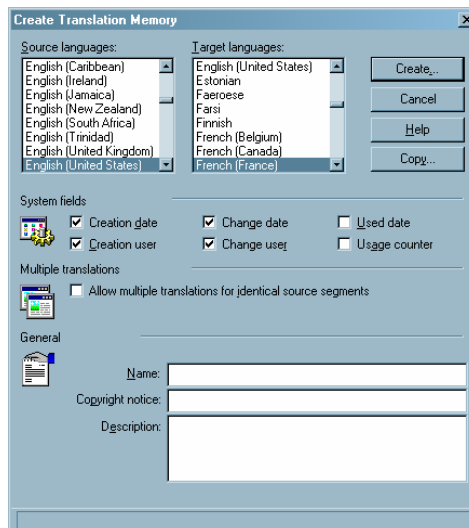 Create Translation Memory
Source languages:
Target languages:
English (Caribbean)
English (Ireland)
English (Jamaica)
English (New Zealand)
English (South Africa)
English (Trinidad)
English (United Kingdom)
English (United States)
English (United States)
Estonian
Faeroese
Farsi
Finnish
French (Belgium)
French (Canada)
French (France)
Create...
Cancel
Help
Copy...
System fields
Creation date
Change date
Used date
Creation user
Change user
Usage counter
Multiple translations
Allow multiple translations for identical source segments
General
Name:
Copyright notice:
Description: